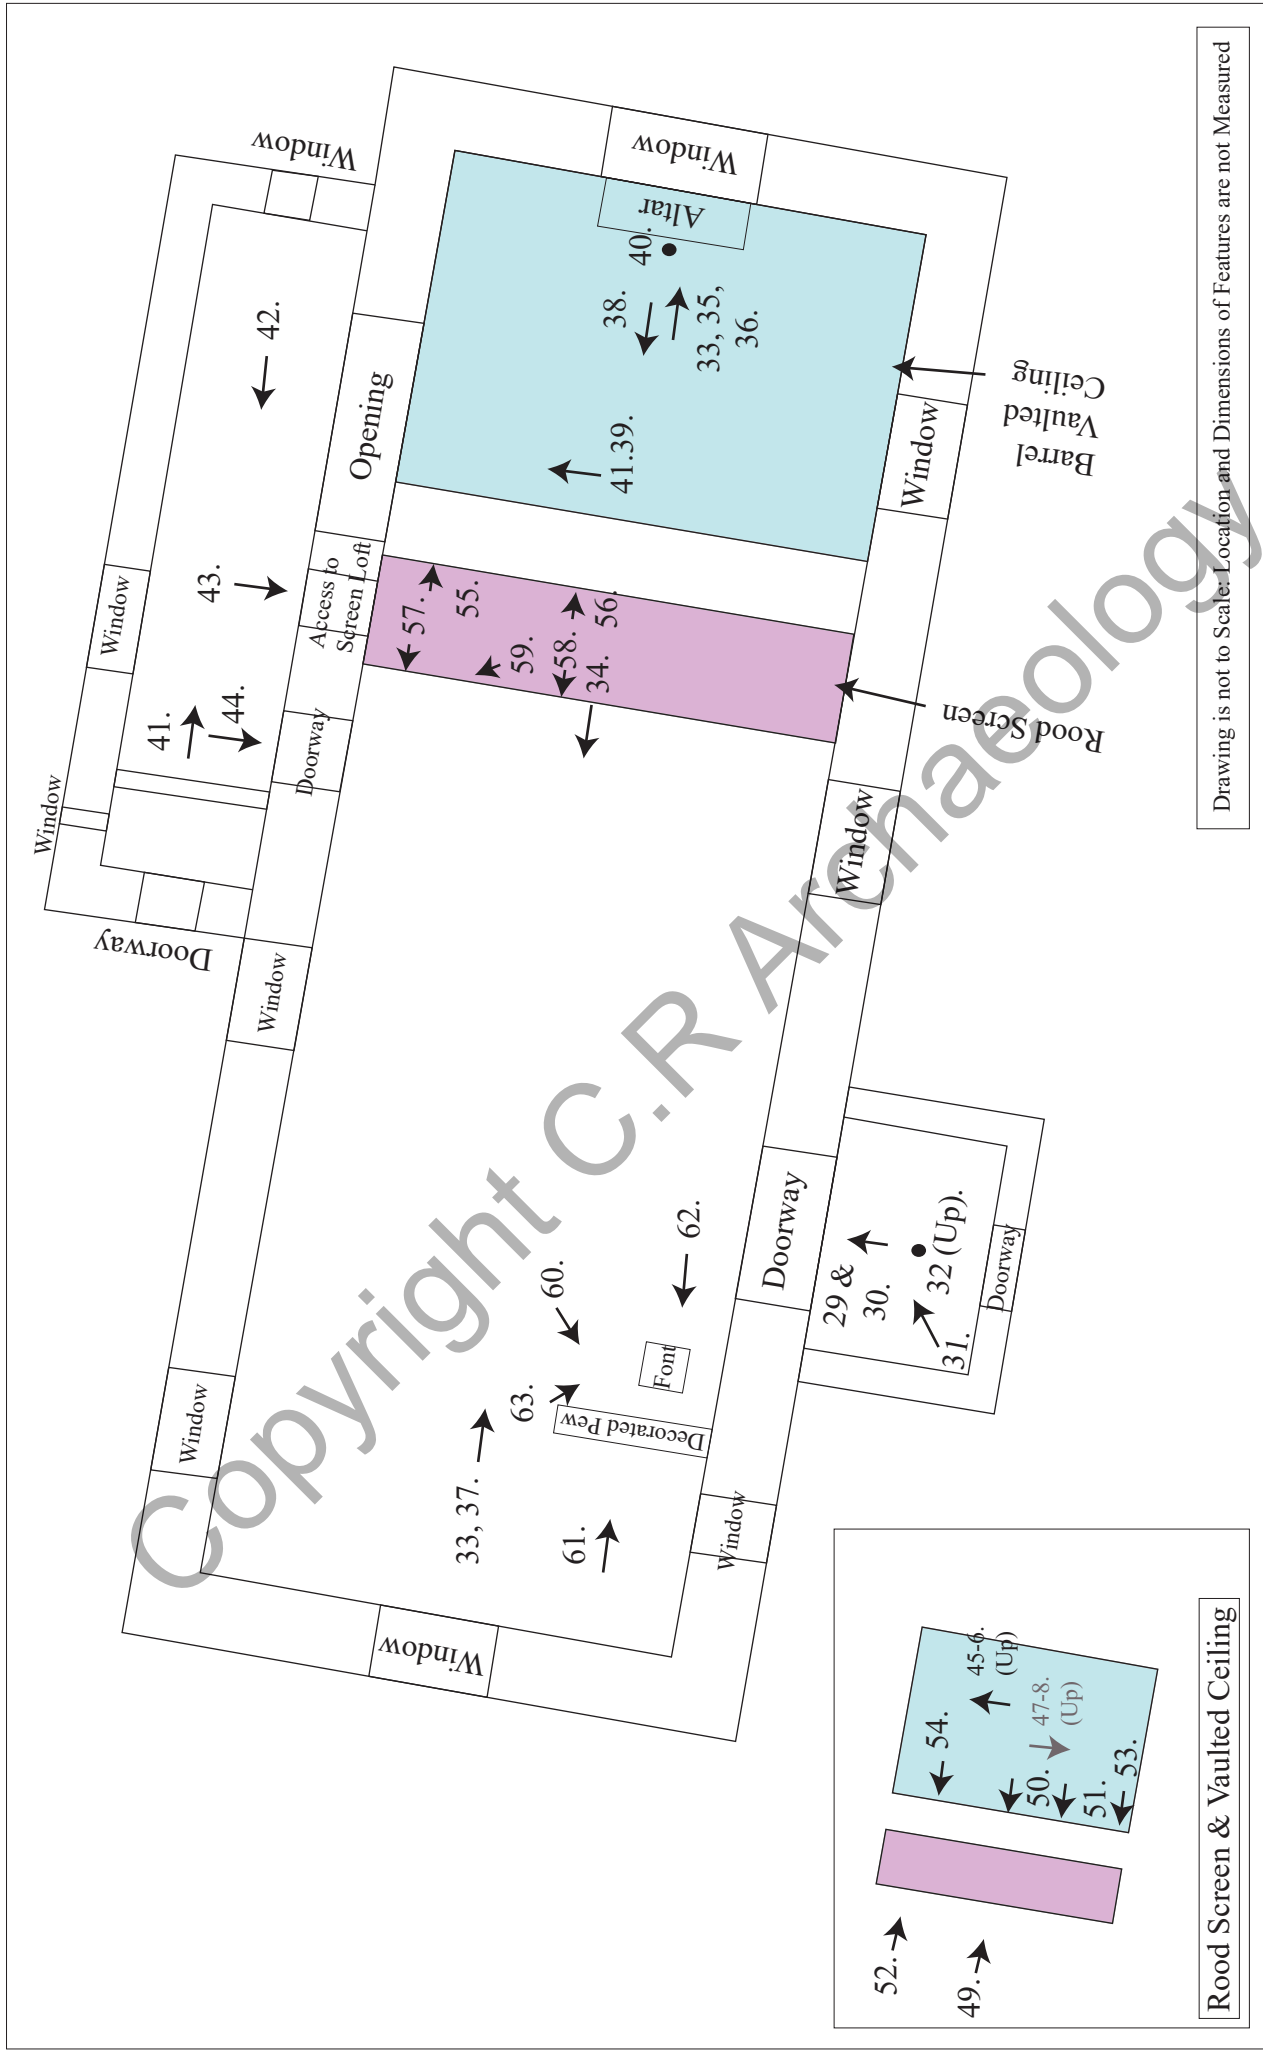 Window
Window
Window
Doorway
42.
43.
41.
44.
Opening
Access to
Screen Loft
Doorway
Window
Window
Window
Altar
40.
38.
33, 35,
36.
41.39.
57.
55.
59.
58.
56.
34.
Barrel
Vaulted
Ceiling
Window
Rood Screen
Window
Doorway
29 &
30.
32 (Up).
31.
Doorway
62.
60.
Font
63.
Decorated Pew
33, 37.
61.
Window
Window
Copyright C.R Archaeology
Drawing is not to Scale: Location and Dimensions of Features are not Measured
52.
49.
54.
45-6.
(Up)
47-8.
(Up)
50.
51.
53.
Rood Screen & Vaulted Ceiling